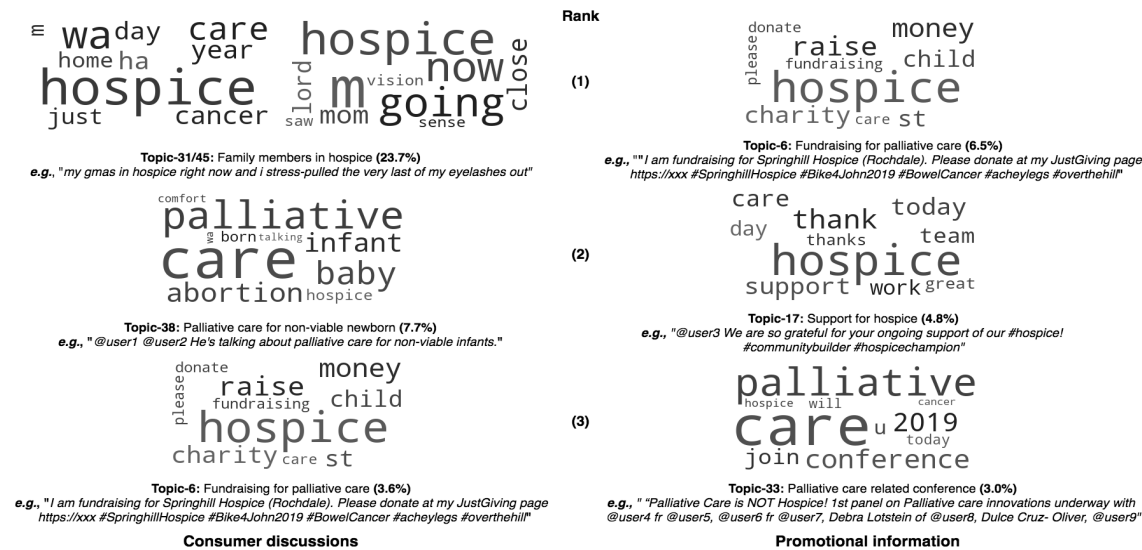 Rank
m wa day care
home ha year
hospice
just cancer
hospice
lord m vision now close
saw mom going
sense
(1)
donate money
please raise
fundraising child
hospice
charity care st
Topic-31/45: Family members in hospice (23.7%)
e.g., "my gmas in hospice right now and i stress-pulled the very last of my eyelashes out"
Topic-6: Fundraising for palliative care (6.5%)
e.g., ""I am fundraising for Springhill Hospice (Rochdale). Please donate at my JustGiving page
https://xxx #SpringhillHospice #Bike4John2019 #BowelCancer #acheylegs #overthehill"
comfort
palliative
wa born talking infant
care baby
abortion hospice
(2)
care thank today
day thanks team
hospice
support work great
Topic-38: Palliative care for non-viable newborn (7.7%)
e.g., "@user1 @user2 He's talking about palliative care for non-viable infants."
Topic-17: Support for hospice (4.8%)
e.g., "@user3 We are so grateful for your ongoing support of our #hospice!
#communitybuilder #hospicechampion"
donate money
please raise
fundraising child
hospice
charity care st
(3)
palliative
hospice will cancer
care u 2019
today
join conference
Topic-6: Fundraising for palliative care (3.6%)
e.g., "I am fundraising for Springhill Hospice (Rochdale). Please donate at my JustGiving page
https://xxx #SpringhillHospice #Bike4John2019 #BowelCancer #acheylegs #overthehill"
Topic-33: Palliative care related conference (3.0%)
e.g., " “Palliative Care is NOT Hospice! 1st panel on Palliative care innovations underway with
@user4 fr @user5, @user6 fr @user7, Debra Lotstein of @user8, Dulce Cruz- Oliver, @user9"
Consumer discussions
Promotional information